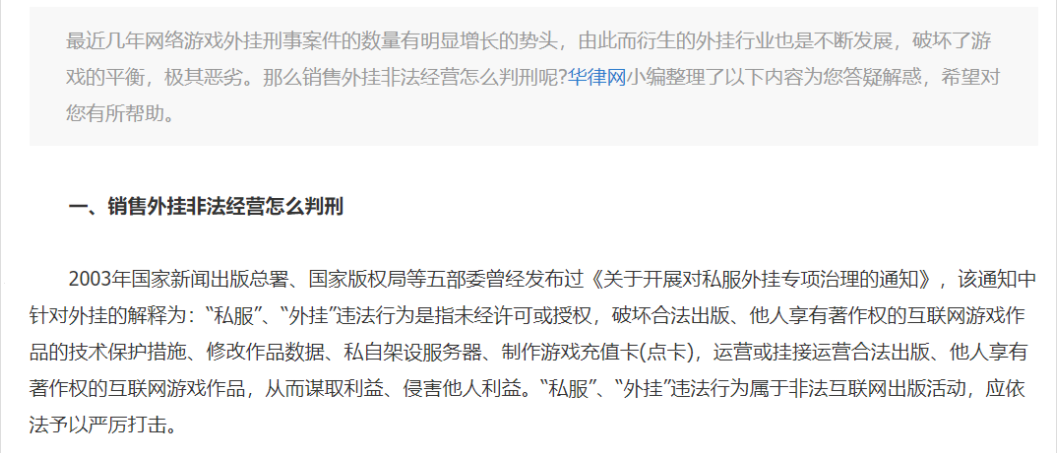 最近几年网络游戏外挂刑事案件的数量有明显增长的势头，由此而衍生的外挂行业也是不断发展，破坏了游
戏的平衡，极其恶劣。那么销售外挂非法经营怎么判刑呢?华律网小编整理了以下内容为您答疑解惑，希望对
您有所帮助。
一、销售外挂非法经营怎么判刑
2003年国家新闻出版总署、国家版权局等五部委曾经发布过《关于开展对私服外挂专项治理的通知》，该通知中
针对外挂的解释为：“私服”、“外挂”违法行为是指未经许可或授权，破坏合法出版、他人享有著作权的互联网游戏作
品的技术保护措施、修改作品数据、私自架设服务器、制作游戏充值卡(点卡)，运营或挂接运营合法出版、他人享有
著作权的互联网游戏作品，从而谋取利益、侵害他人利益。“私服”、“外挂”违法行为属于非法互联网出版活动，应依
法予以严厉打击。